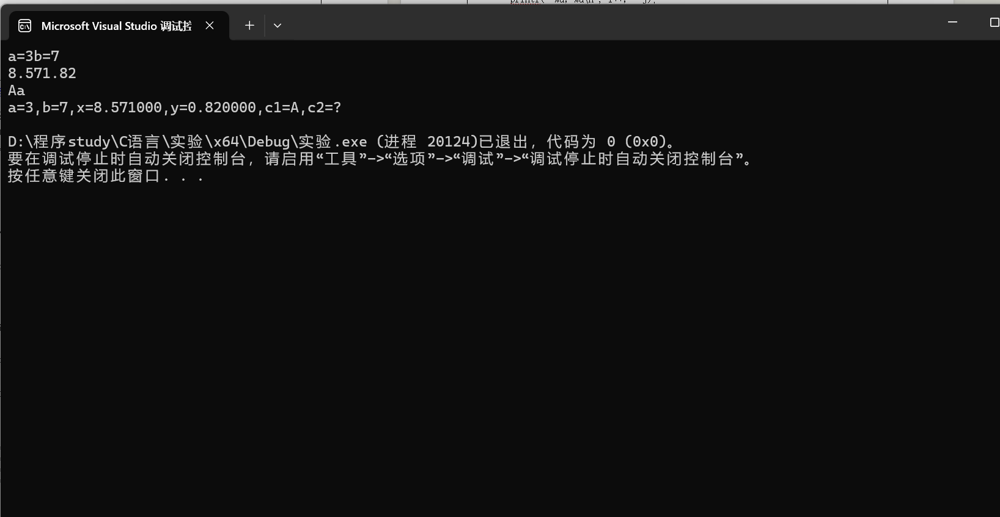 Microsoft Visual Studio 调试控
a=3b=7
8.571.82
Aa
a=3,b=7,x=8.571000,y=0.820000,c1=A,c2=?
D:\程序study\C语言\实验\x64\Debug\实验.exe (进程 20124)已退出，代码为 0 (0x0)。
要在调试停止时自动关闭控制台，请启用“工具”->“选项”->“调试”->“调试停止时自动关闭控制台”。
按任意键关闭此窗口. . .